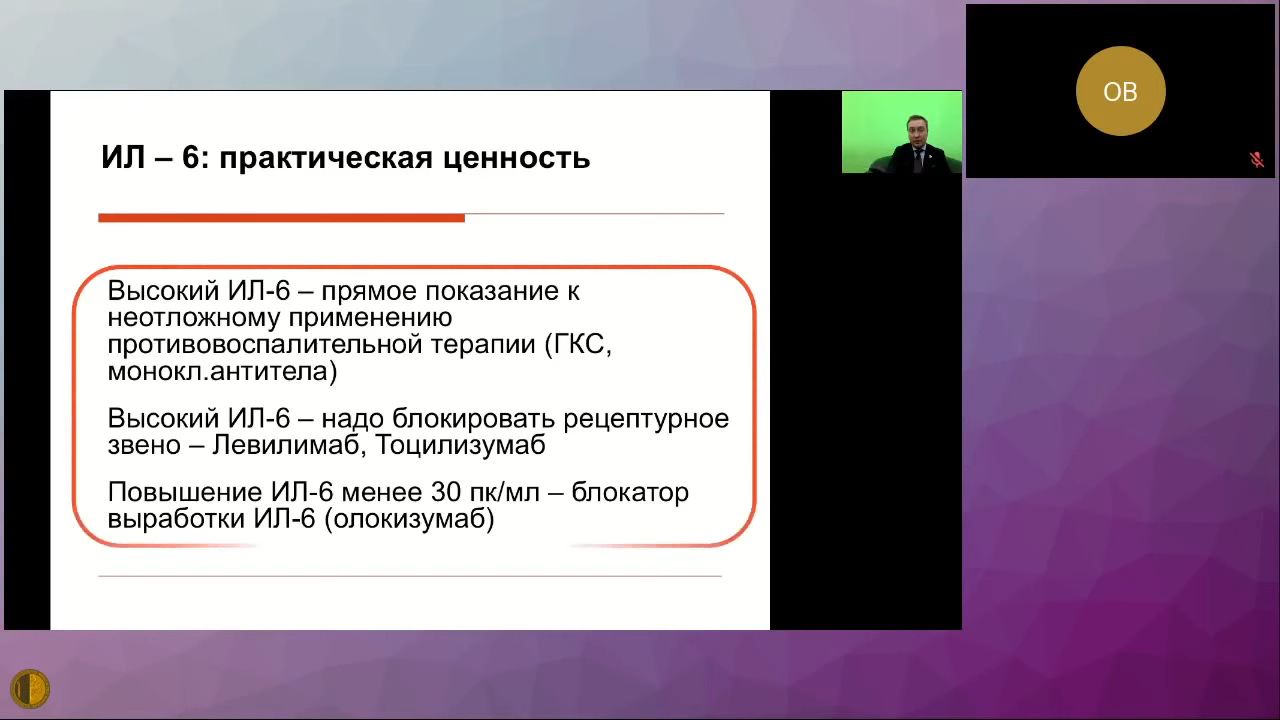 ИЛ – 6: практическая ценность
Высокий ИЛ-6 – прямое показание к
неотложному применению
противовоспалительной терапии (ГКС,
монокл.антитела)
Высокий ИЛ-6 – надо блокировать рецептурное
звено – Левилимаб, Тоцилизумаб
Повышение ИЛ-6 менее 30 пк/мл – блокатор
выработки ИЛ-6 (олокизумаб)
ОВ